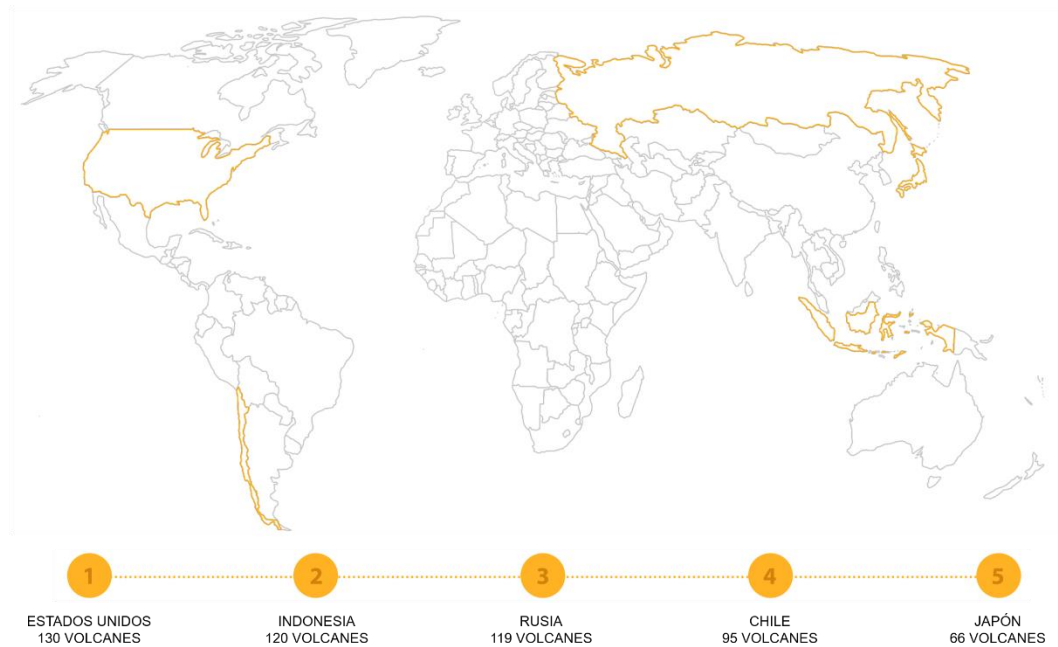 1
2
3
4
5
ESTADOS UNIDOS
130 VOLCANES
INDONESIA
120 VOLCANES
RUSIA
119 VOLCANES
CHILE
95 VOLCANES
JAPÓN
66 VOLCANES